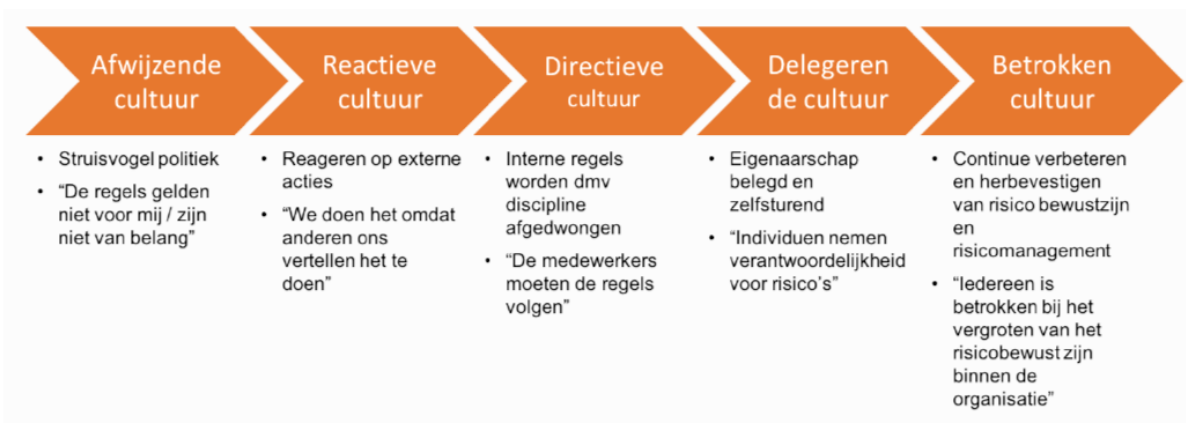 Afwijzende
cultuur
Reactieve
cultuur
Directieve
cultuur
Delegeren
de cultuur
Betrokken
cultuur
• Struisvogel politiek
• “De regels gelden
niet voor mij / zijn
niet van belang”
• Reageren op externe
acties
• “We doen het omdat
anderen ons
vertellen het te
doen”
• Interne regels
worden dmv
discipline
afgedwongen
• “De medewerkers
moeten de regels
volgen”
• Eigenaarschap
belegd en
zelfsturend
• “Individuen nemen
verantwoordelijkheid
voor risico’s”
• Continue verbeteren
en herbevestigen
van risico bewustzijn
en
risicomanagement
• “Iedereen is
betrokken bij het
vergroten van het
risicobewust zijn
binnen de
organisatie”